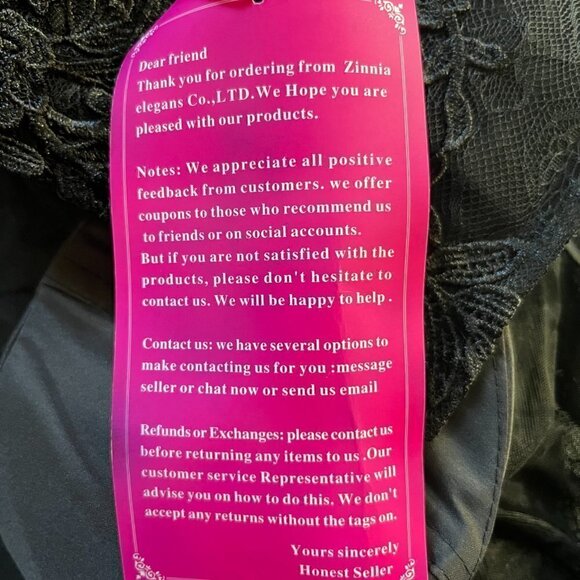 Dear friend
Thank you for ordering from Zinnia
elegans Co.,LTD.We Hope you are
pleased with our products.
Notes: We appreciate all positive
feedback from customers. we offer
coupons to those who recommend us
to friends or on social accounts.
But if you are not satisfied with the
products, please don't hesitate to
contact us. We will be happy to help .
Contact us: we have several options to
make contacting us for you :message
seller or chat now or send us email
Refunds or Exchanges: please contact us
before returning any items to us .Our
customer service Representative will
advise you on how to do this. We don't
accept any returns without the tags on.
Yours sincerely
Honest Seller